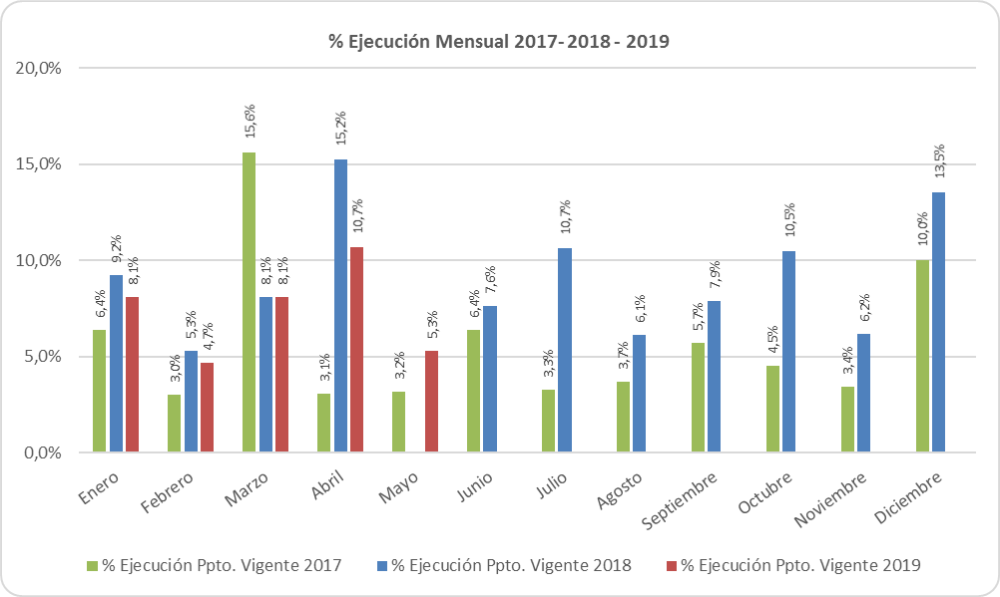 % Ejecución Mensual 2017- 2018 - 2019
20,0%
15,0%
10,0%
5,0%
0,0%
6,4%
9,2%
8,1%
3,0%
5,3%
4,7%
15,6%
8,1%
8,1%
3,1%
15,2%
10,7%
3,2%
5,3%
6,4%
7,6%
3,3%
10,7%
3,7%
6,1%
5,7%
7,9%
4,5%
10,5%
3,4%
6,2%
10,0%
13,5%
Enero
Febrero
Marzo
Abril
Mayo
Junio
Julio
Agosto
Septiembre
Octubre
Noviembre
Diciembre
% Ejecución Ppto. Vigente 2017
% Ejecución Ppto. Vigente 2018
% Ejecución Ppto. Vigente 2019